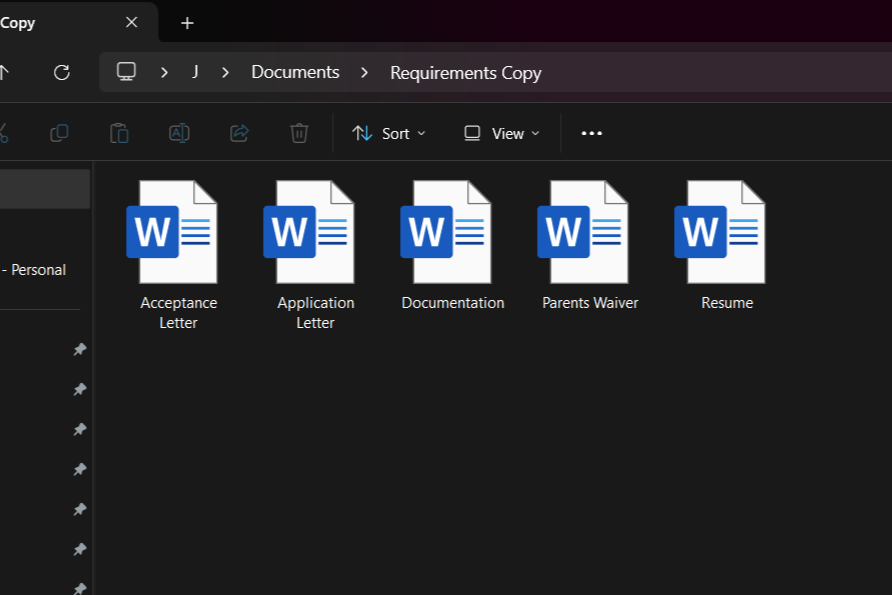 Copy
J Documents Requirements Copy
Sort View
- Personal
W W W W W
Acceptance Letter
Application Letter
Documentation
Parents Waiver
Resume